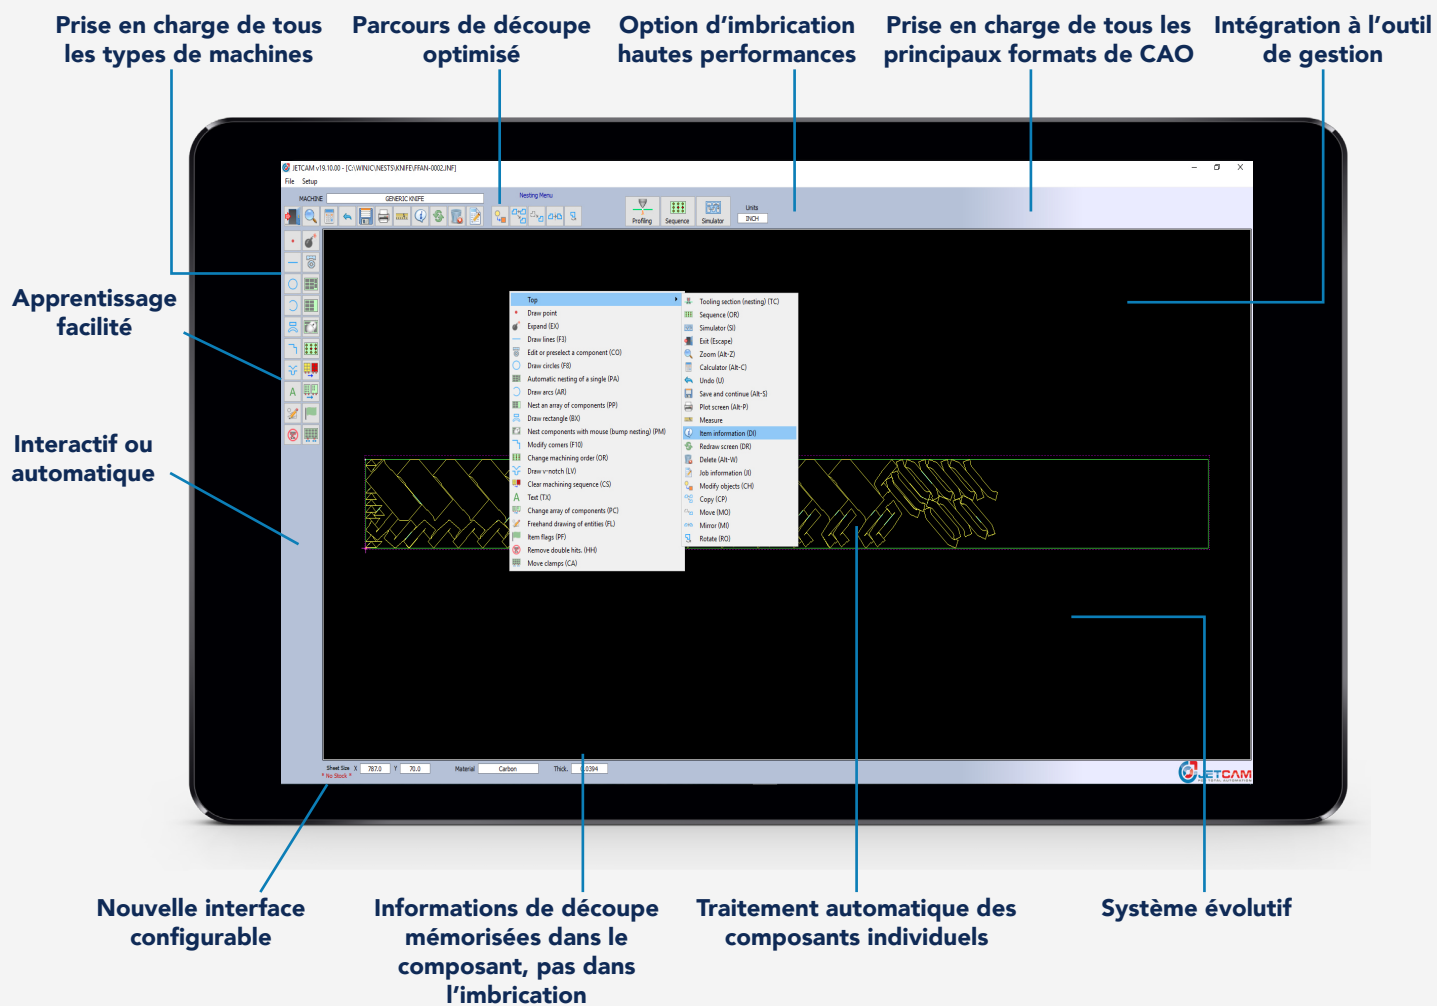 Prise en charge de tous
les types de machines
Parcours de découpe
optimisé
Option d’imbrication
hautes performances
Prise en charge de tous les
principaux formats de CAO
Intégration à l’outil
de gestion
Apprentissage
facilité
Interactif ou
automatique
JETCAM v19.10.00 - [C:\WINJC\NESTS\KNIFE\FFAN-0002.JNF]
File Setup
MACHINE GENERIC KNIFE
Nesting Menu
Profiling
Sequence
Simulator
Units
INCH
Top
Draw point
Expand (EX)
Draw lines (F3)
Edit or preselect a component (CO)
Draw circles (F8)
Automatic nesting of a single (PA)
Draw arcs (AR)
Nest an array of components (PP)
Draw rectangle (BX)
Nest components with mouse (bump nesting) (PM)
Modify corners (F10)
Change machining order (OR)
Draw v-notch (LV)
Clear machining sequence (CS)
Text (TX)
Change array of components (PC)
Freehand drawing of entities (FL)
Item flags (PF)
Remove double hits. (HH)
Move clamps (CA)
Tooling section (nesting) (TC)
Sequence (OR)
Simulator (SI)
Exit (Escape)
Zoom (Alt-Z)
Calculator (Alt-C)
Undo (U)
Save and continue (Alt-S)
Plot screen (Alt-P)
Measure
Item information (DI)
Redraw screen (DR)
Delete (Alt-W)
Job information (JI)
Modify objects (CH)
Copy (CP)
Move (MO)
Mirror (MI)
Rotate (RO)
Sheet Size X 787.0 Y 70.0 Material Carbon Thick. 0.0394
* No Stock *
JETCAM
Nouvelle interface
configurable
Informations de découpe
mémorisées dans le
composant, pas dans
l’imbrication
Traitement automatique des
composants individuels
Système évolutif